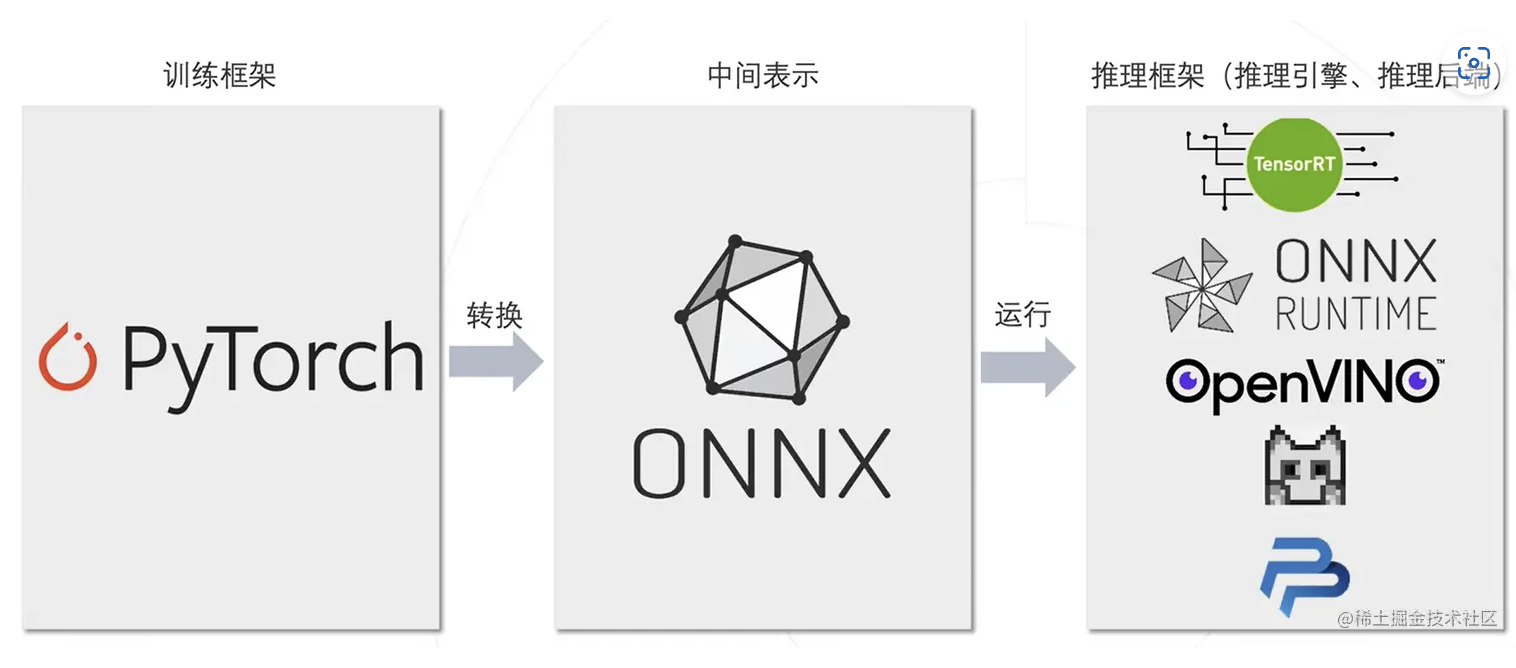 训练框架
中间表示
推理框架（推理引擎、推理后端）
PyTorch
转换
ONNX
运行
TensorRT
ONNX
RUNTIME
OpenVINO™
@稀土掘金技术社区